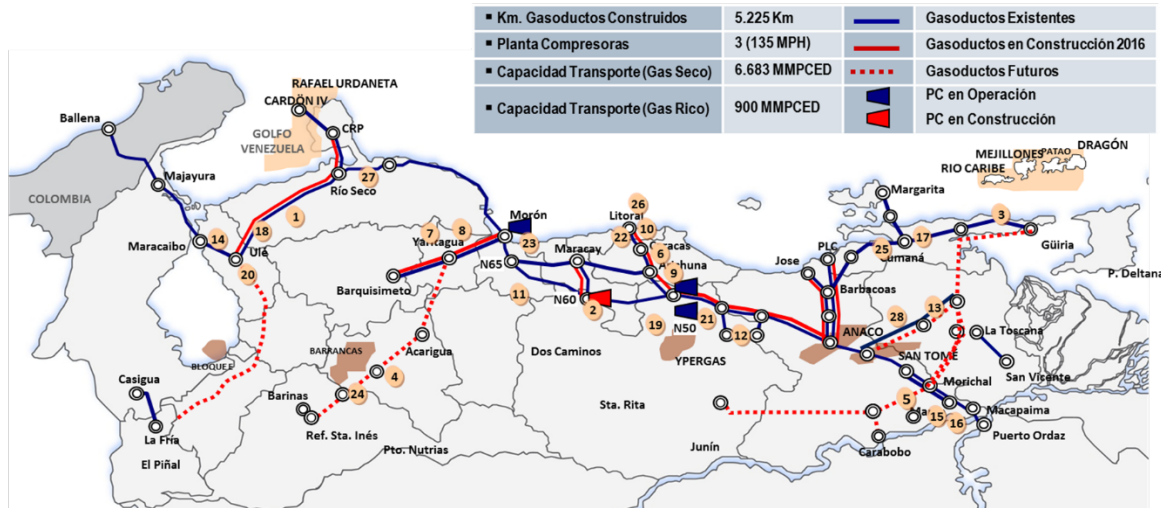 ▪ Km. Gasoductos Construidos 5.225 Km Gasoductos Existentes
▪ Planta Compresoras 3 (135 MPH) Gasoductos en Construcción 2016
▪ Capacidad Transporte (Gas Seco) 6.683 MMPCED Gasoductos Futuros
▪ Capacidad Transporte (Gas Rico) 900 MMPCED PC en Operación
PC en Construcción
RAFAEL URDANETA
CARDÓN IV
Ballena
CRP
GOLFO
VENEZUELA
DRAGÓN
PATAO
MEJILLONES
RIO CARIBE
COLOMBIA
Majayura
Río Seco
27
Margarita
26
1
Morón
Litoral
3
14
18
7
8
23
22
10
Caracas
17
Güiria
Maracaibo
Ulé
Yaritagua
Maracay
6
PLC
25
Cumaná
20
N65
9
Jose
P. Deltana
Barquisimeto
11
N60
2
Barbacoas
21
28
13
19
N50
12
ANACO
La Toscana
BLOQUE E
BARRANCAS
Acarigua
Dos Caminos
YPERGAS
SAN TOMÉ
San Vicente
Casigua
4
Morichal
Barinas
24
Sta. Rita
5
15
16
Macapaima
La Fría
Ref. Sta. Inés
Puerto Ordaz
El Piñal
Pto. Nutrias
Junín
Carabobo